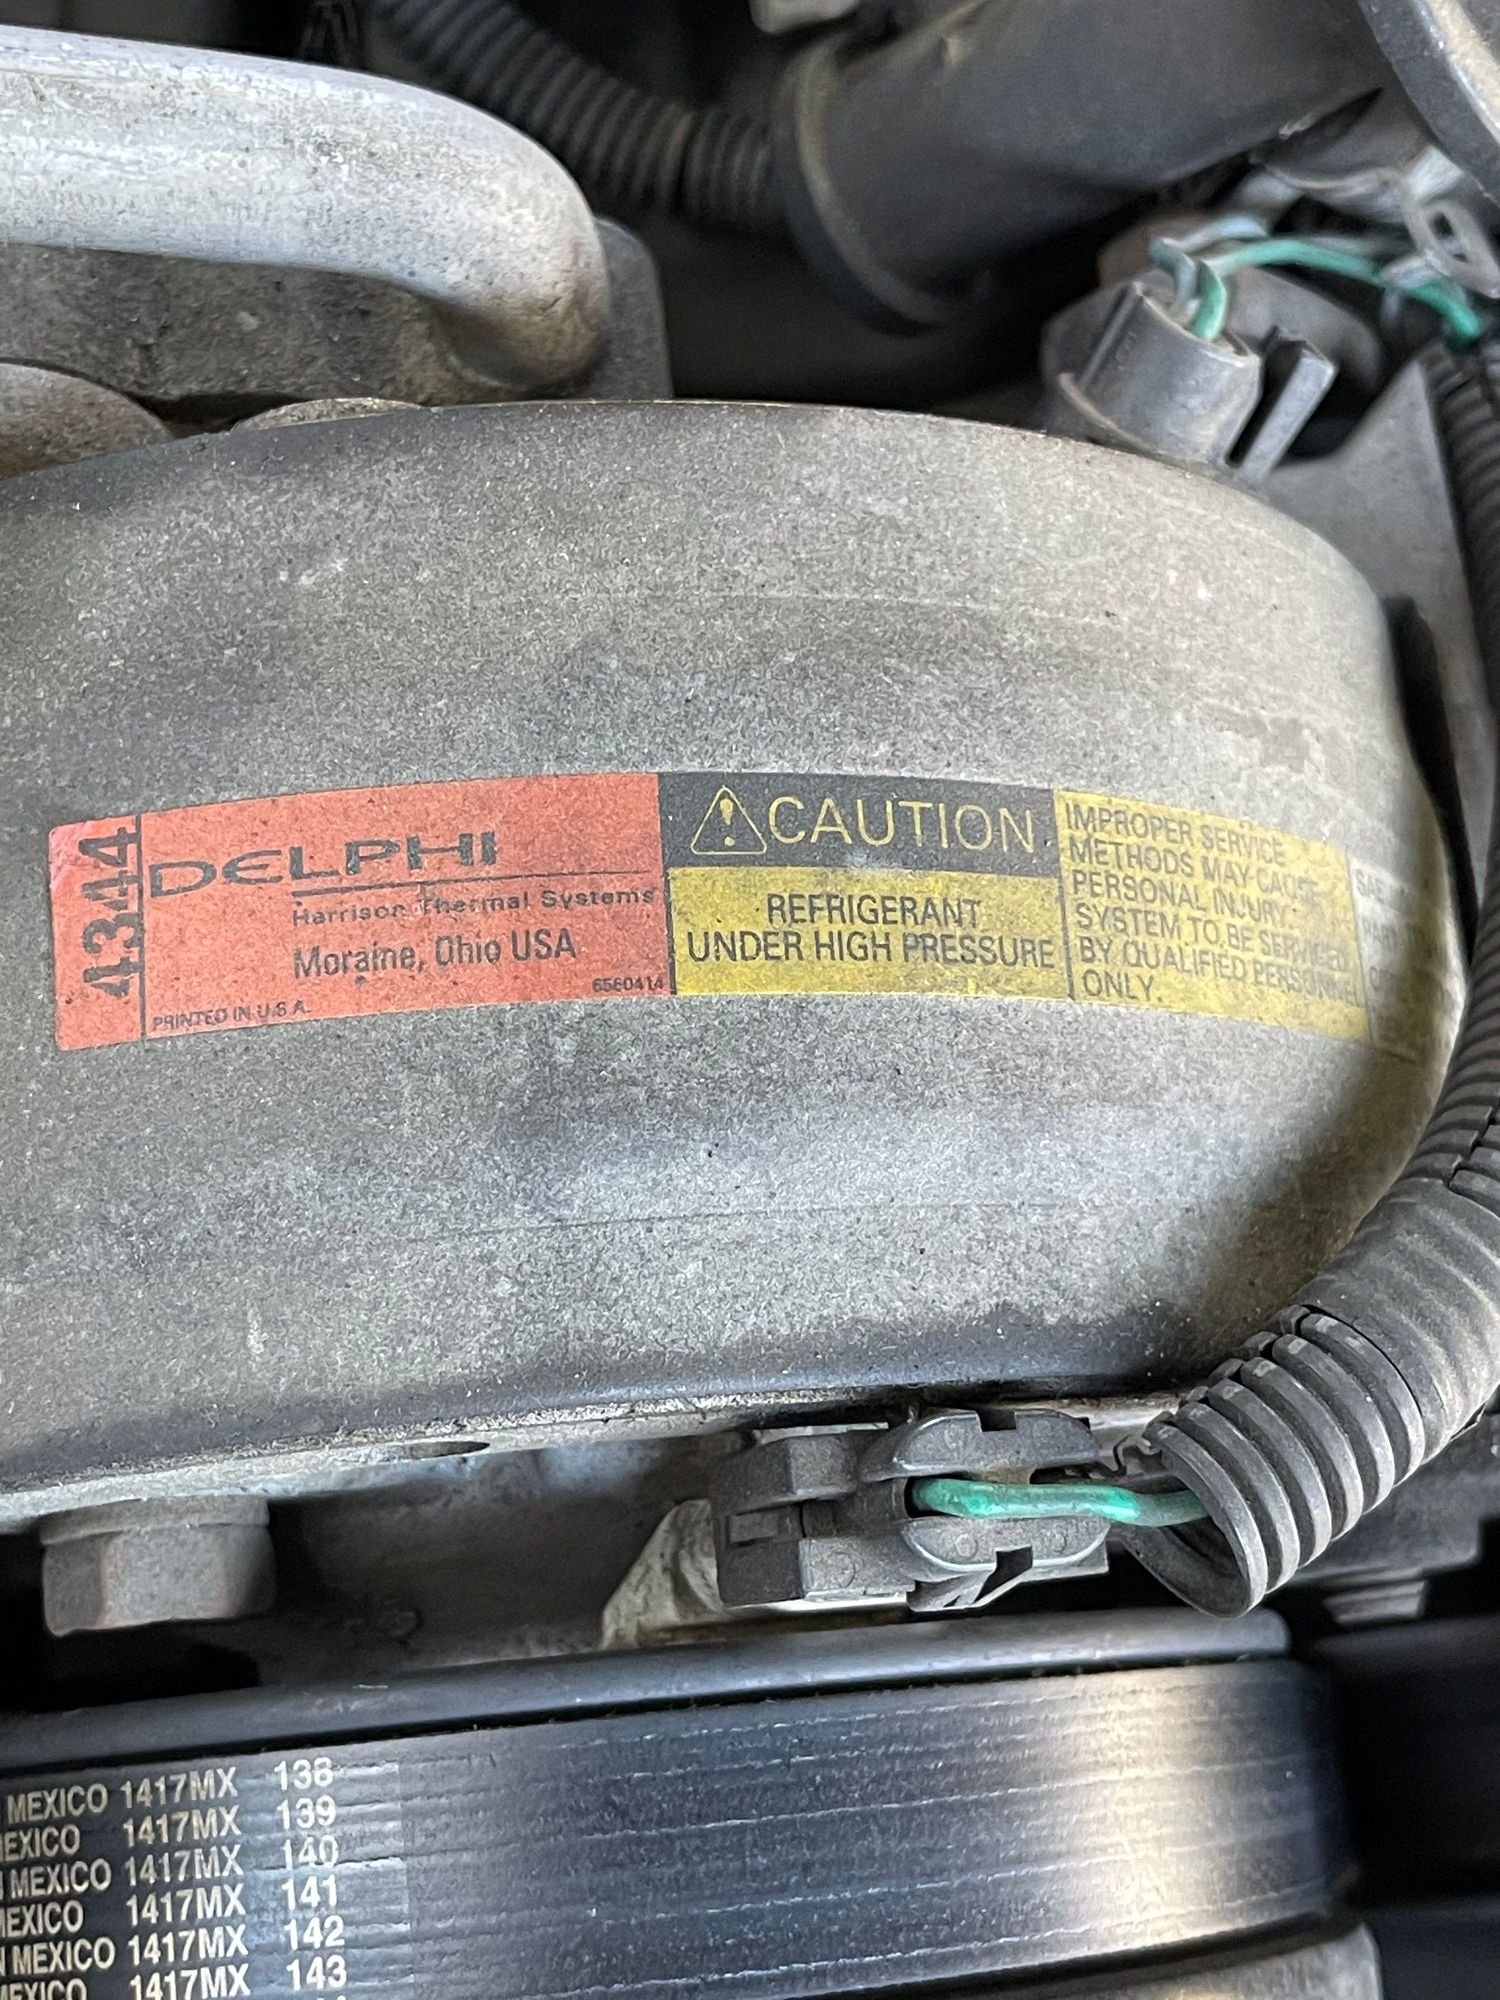 4344
DELPHI
Harrison Thermal Systems
Moraine, Ohio USA
6560414
PRINTED IN U.S.A.
CAUTION
REFRIGERANT
UNDER HIGH PRESSURE
IMPROPER SERVICE
METHODS MAY CAUSE
PERSONAL INJURY.
SYSTEM TO BE SERVICED
BY QUALIFIED PERSONNEL
ONLY.
SAE
MEXICO 1417MX 138
MEXICO 1417MX 139
MEXICO 1417MX 140
MEXICO 1417MX 141
MEXICO 1417MX 142
MEXICO 1417MX 143